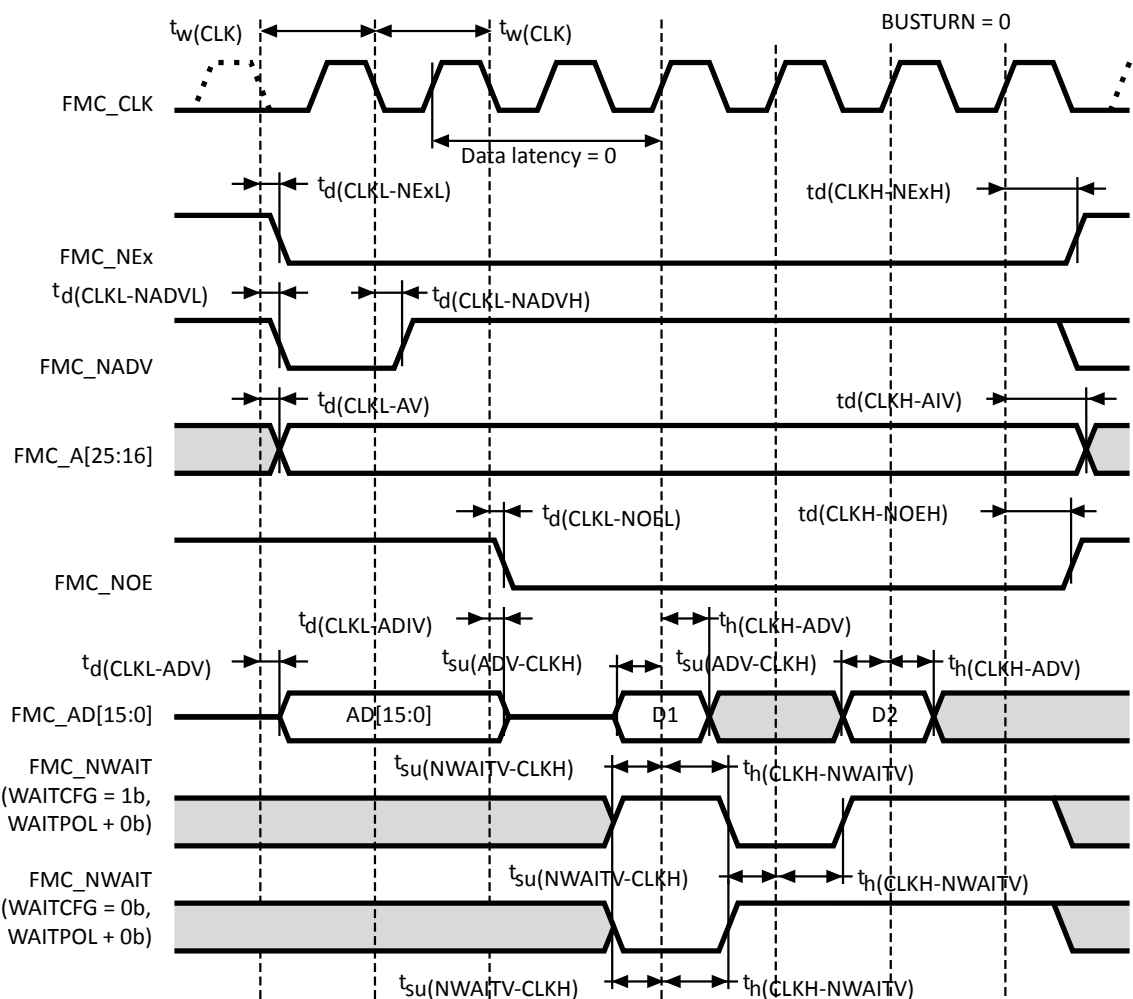 BUSTURN = 0
tw(CLK) tw(CLK)
FMC_CLK
Data latency = 0
td(CLKL-NExL) td(CLKH-NExH)
FMC_NEx
td(CLKL-NADVL) td(CLKL-NADVH)
FMC_NADV
td(CLKL-AV) td(CLKH-AIV)
FMC_A[25:16]
td(CLKL-NOEL) td(CLKH-NOEH)
FMC_NOE
td(CLKL-ADIV) th(CLKH-ADV)
td(CLKL-ADV) tsu(ADV-CLKH) tsu(ADV-CLKH) th(CLKH-ADV)
FMC_AD[15:0] AD[15:0] D1 D2
tsu(NWAITV-CLKH) th(CLKH-NWAITV)
FMC_NWAIT
(WAITCFG = 1b,
WAITPOL + 0b)
tsu(NWAITV-CLKH) th(CLKH-NWAITV)
FMC_NWAIT
(WAITCFG = 0b,
WAITPOL + 0b)
tsu(NWAITV-CLKH) th(CLKH-NWAITV)